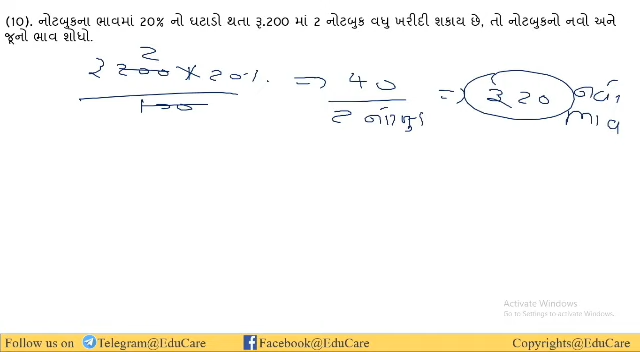 (10). નોટબુકના ભાવમાં 20% નો ઘટાડો થતા રૂ.200 માં 2 નોટબુક વધુ ખરીદી શકાય છે, તો નોટબુકનો નવો અને
જૂનો ભાવ શોધો.
2
₹ 200 × 20% ⇒ 40 ⇒ ₹ 20 નવો
100 2 નોટબુક ભાવ
Activate Windows
Go to Settings to activate Windows.
Follow us on Telegram@EduCare Facebook@EduCare Copyrights@EduCare